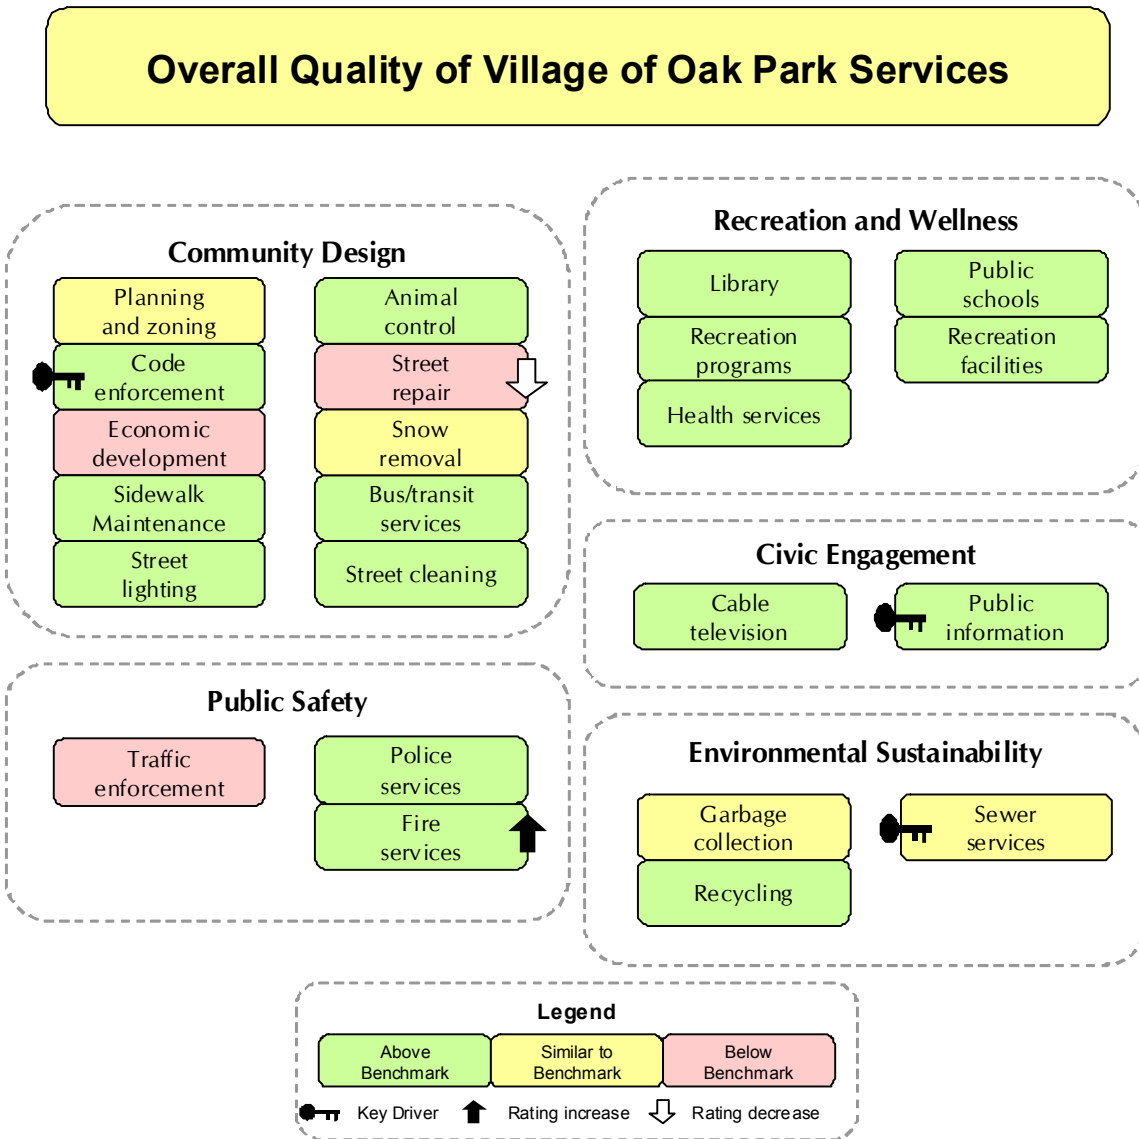 Overall Quality of Village of Oak Park Services
Community Design
Planning
and zoning
Code
enforcement
Economic
development
Sidewalk
Maintenance
Street
lighting
Animal
control
Street
repair
Snow
removal
Bus/transit
services
Street cleaning
Recreation and Wellness
Library
Recreation
programs
Health services
Public
schools
Recreation
facilities
Civic Engagement
Cable
television
Public
information
Public Safety
Traffic
enforcement
Police
services
Fire
services
Environmental Sustainability
Garbage
collection
Recycling
Sewer
services
Legend
Above
Benchmark
Similar to
Benchmark
Below
Benchmark
Key Driver
Rating increase
Rating decrease